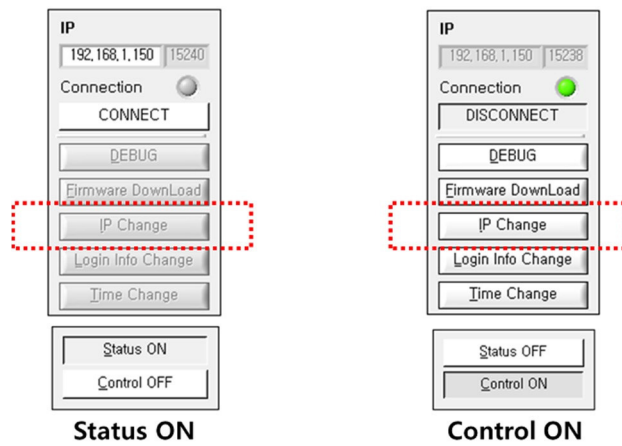 IP
192,168,1,150 15240
Connection
CONNECT
DEBUG
Firmware DownLoad
IP Change
Login Info Change
Time Change
Status ON
Control OFF
Status ON
IP
192,168,1,150 15238
Connection
DISCONNECT
DEBUG
Firmware DownLoad
IP Change
Login Info Change
Time Change
Status OFF
Control ON
Control ON